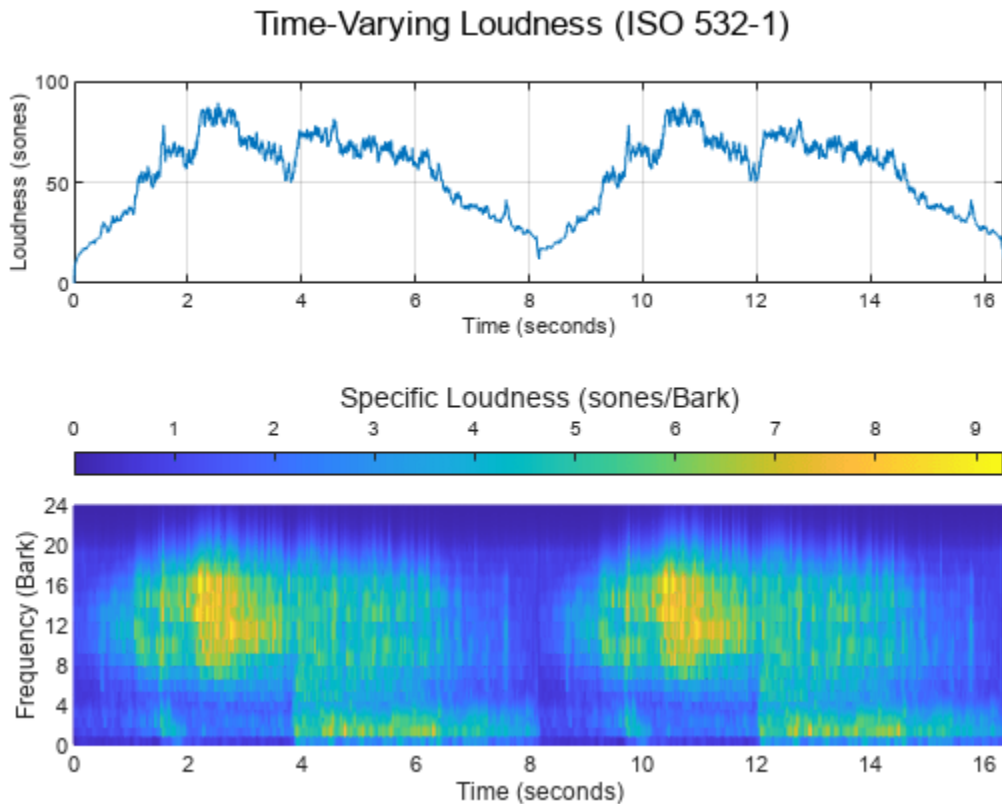 Time-Varying Loudness (ISO 532-1)
Loudness (sones)
100
50
0
0 2 4 6 8 10 12 14 16
Time (seconds)
Specific Loudness (sones/Bark)
0 1 2 3 4 5 6 7 8 9
Frequency (Bark)
24
20
16
12
8
4
0
0 2 4 6 8 10 12 14 16
Time (seconds)